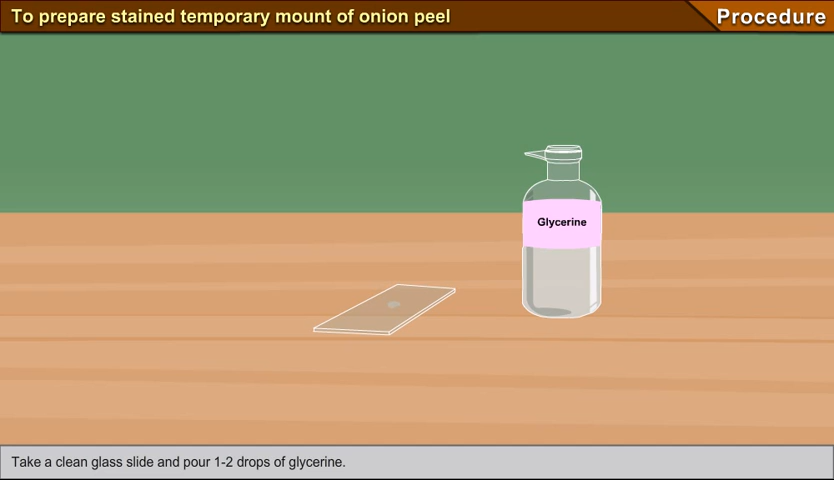 To prepare stained temporary mount of onion peel
Procedure
Glycerine
Take a clean glass slide and pour 1-2 drops of glycerine.